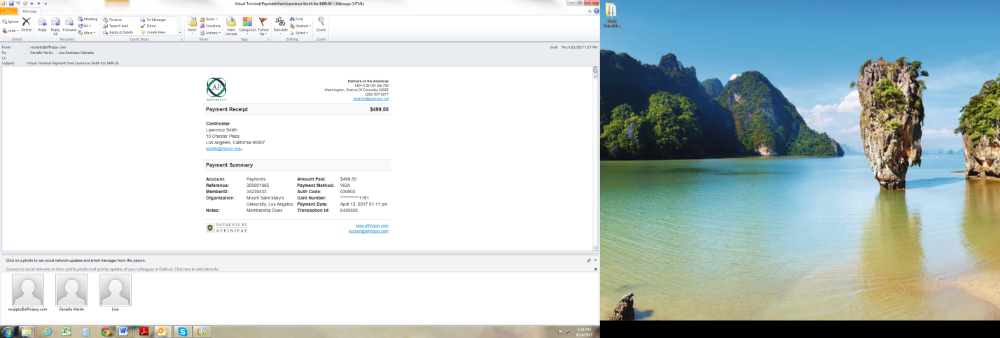 Virtual Terminal Payment from Lawrence Smith for $499.50 - Message (HTML)
File Message
Ignore
Junk
Delete
Reply
Reply All
Forward
Meeting
IM
More
Finance
Team E-mail
Reply & Delete
To Manager
Done
Create New
Move
Rules
OneNote
Actions
Mark Unread
Categorize
Follow Up
Translate
Find
Related
Select
Zoom
Delete Respond Quick Steps Move Tags Editing Zoom
From: receipts@affinipay.com Sent: Thu 4/13/2017 1:17 PM
To: Danielle Martin; Lina Restrepo-Cabrales
Cc
Subject: Virtual Terminal Payment from Lawrence Smith for $499.50
AP
AFFINIPAY
Partners of the Americas
1424 K St NW Ste 700
Washington, District Of Columbia 20005
(202) 637-6217
dmartin@partners.net
Payment Receipt $499.50
Cardholder
Lawrence Smith
10 Chester Place
Los Angeles, California 90007
lsmith@msmu.edu
Payment Summary
Account: Payments Amount Paid: $499.50
Reference: 300001885 Payment Method: VISA
MemberID: 34239433 Auth Code: 039902
Organization: Mount Saint Mary's Card Number: ************1191
University, Los Angeles Payment Date: April 13, 2017 01:11 pm
Notes: Membership Dues Transaction Id: 6450826
PAYMENTS BY
AFFINIPAY
www.affinipay.com
support@affinipay.com
Click on a photo to see social network updates and email messages from this person.
Connect to social networks to show profile photos and activity updates of your colleagues in Outlook. Click here to add networks.
receipts@affinipay.com Danielle Martin Lina
1:50 PM
4/14/2017
Schedules